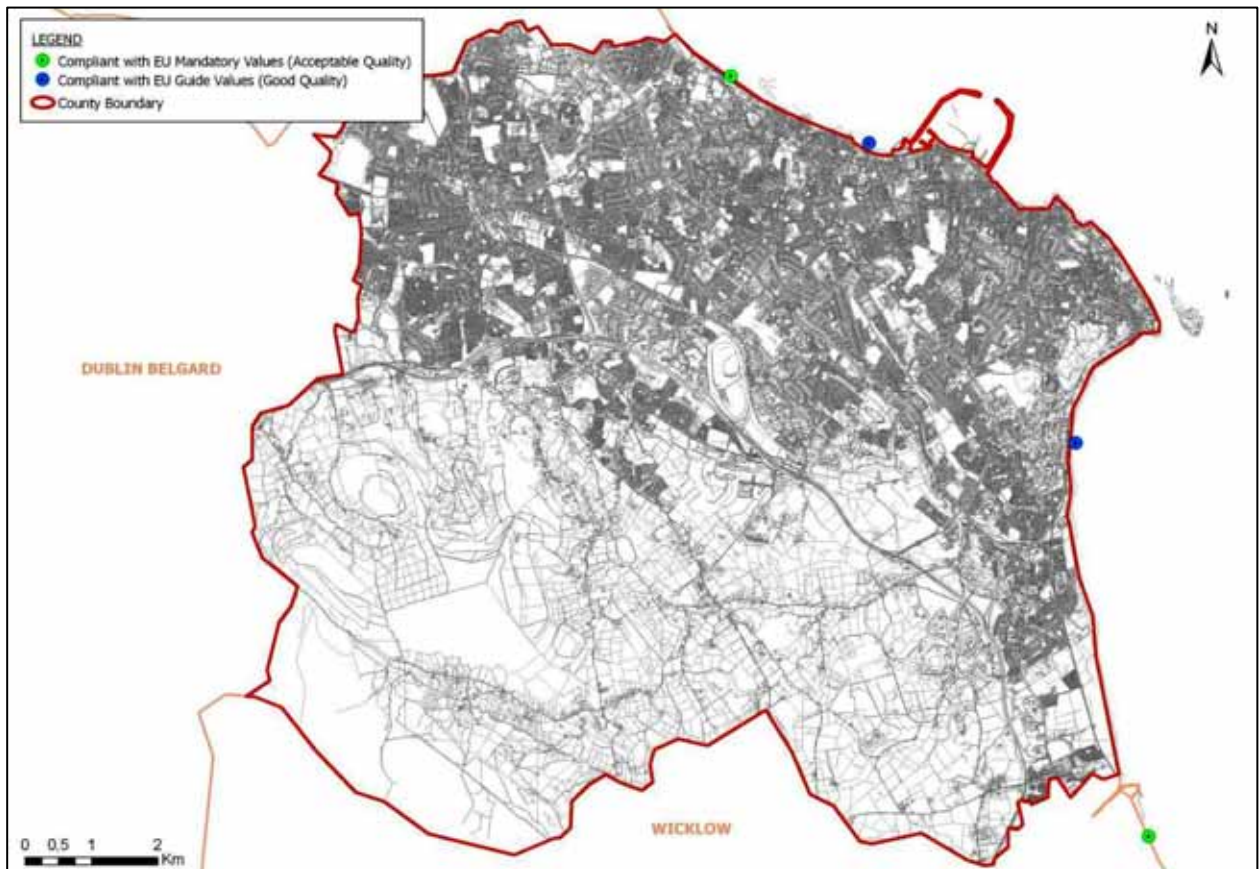 LEGEND
Compliant with EU Mandatory Values (Acceptable Quality)
Compliant with EU Guide Values (Good Quality)
County Boundary
N
DUBLIN BELGARD
WICKLOW
0 0.5 1 2
Km